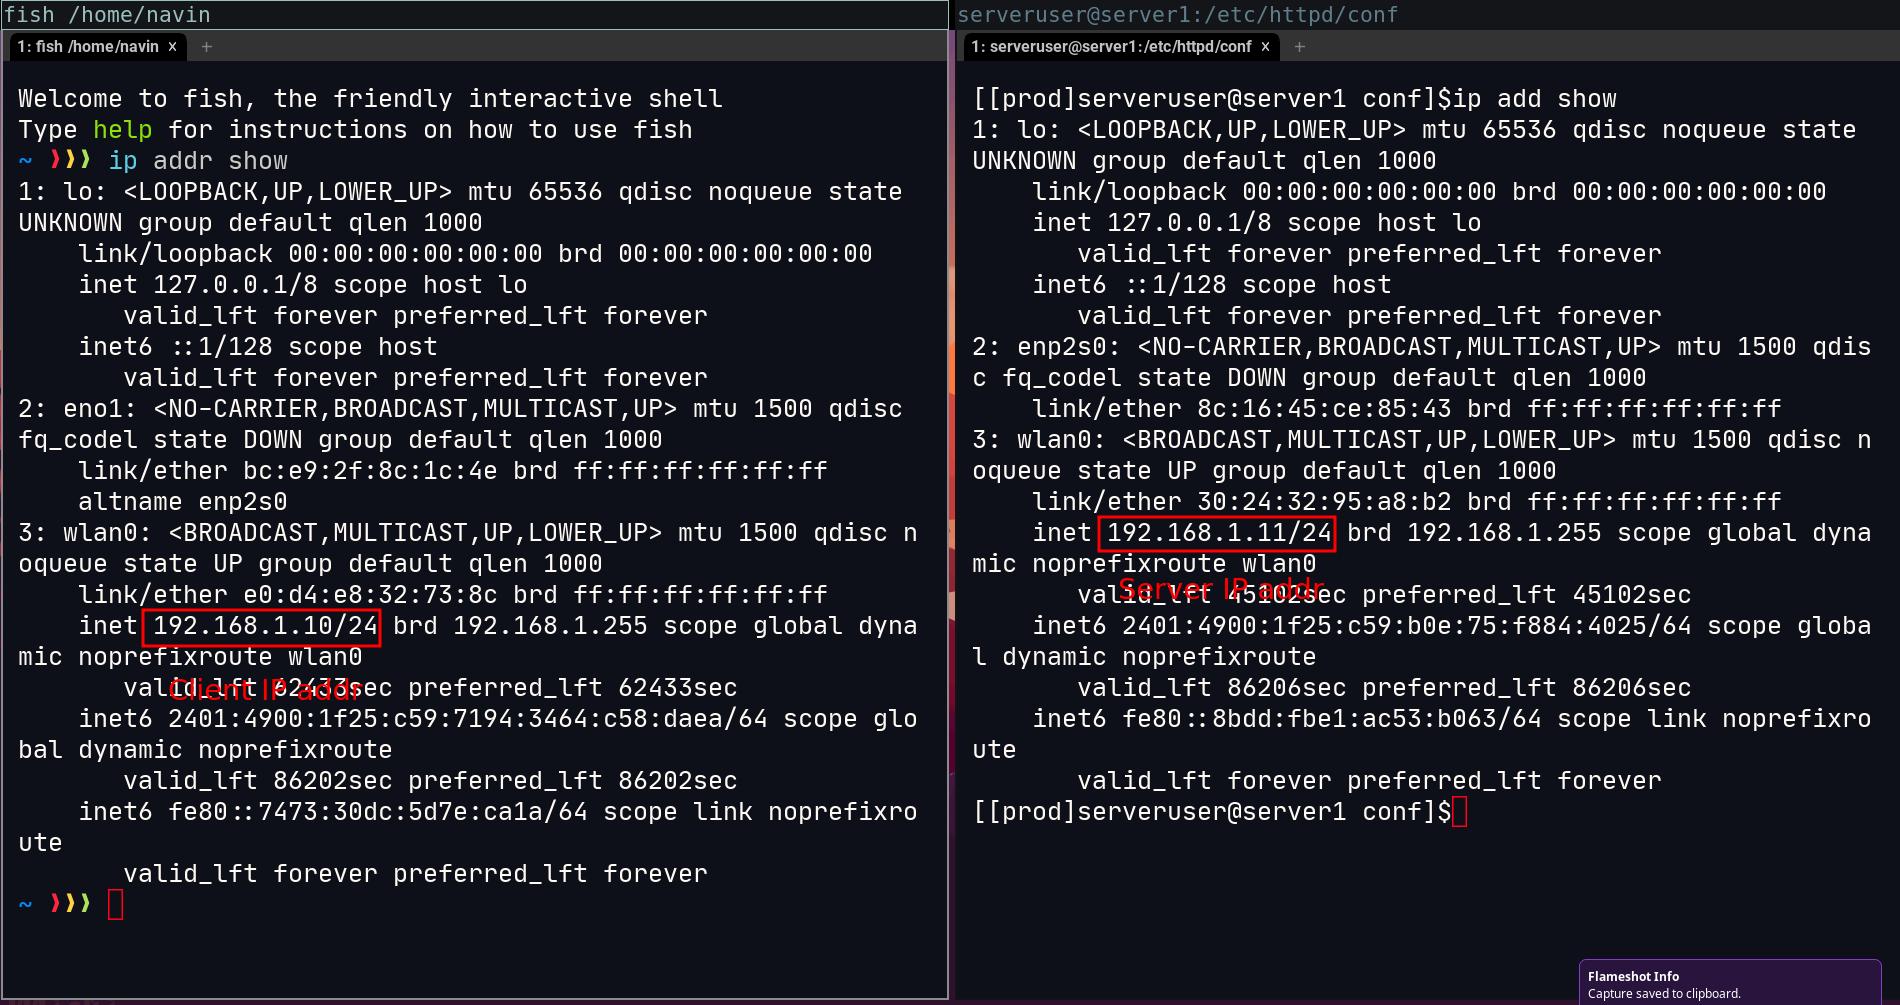 fish /home/navin
1: fish /home/navin × +
Welcome to fish, the friendly interactive shell
Type help for instructions on how to use fish
~ ❯❯❯ ip addr show
1: lo: <LOOPBACK,UP,LOWER_UP> mtu 65536 qdisc noqueue state
UNKNOWN group default qlen 1000
    link/loopback 00:00:00:00:00:00 brd 00:00:00:00:00:00
    inet 127.0.0.1/8 scope host lo
       valid_lft forever preferred_lft forever
    inet6 ::1/128 scope host
       valid_lft forever preferred_lft forever
2: eno1: <NO-CARRIER,BROADCAST,MULTICAST,UP> mtu 1500 qdisc
fq_codel state DOWN group default qlen 1000
    link/ether bc:e9:2f:8c:1c:4e brd ff:ff:ff:ff:ff:ff
    altname enp2s0
3: wlan0: <BROADCAST,MULTICAST,UP,LOWER_UP> mtu 1500 qdisc n
oqueue state UP group default qlen 1000
    link/ether e0:d4:e8:32:73:8c brd ff:ff:ff:ff:ff:ff
    inet 192.168.1.10/24 brd 192.168.1.255 scope global dyna
mic noprefixroute wlan0
       valid_lft 62433sec preferred_lft 62433sec
Client IP addr
    inet6 2401:4900:1f25:c59:7194:3464:c58:daea/64 scope glo
bal dynamic noprefixroute
       valid_lft 86202sec preferred_lft 86202sec
    inet6 fe80::7473:30dc:5d7e:ca1a/64 scope link noprefixro
ute
       valid_lft forever preferred_lft forever
~ ❯❯❯
serveruser@server1:/etc/httpd/conf
1: serveruser@server1:/etc/httpd/conf × +
[[prod]serveruser@server1 conf]$ip add show
1: lo: <LOOPBACK,UP,LOWER_UP> mtu 65536 qdisc noqueue state
UNKNOWN group default qlen 1000
    link/loopback 00:00:00:00:00:00 brd 00:00:00:00:00:00
    inet 127.0.0.1/8 scope host lo
       valid_lft forever preferred_lft forever
    inet6 ::1/128 scope host
       valid_lft forever preferred_lft forever
2: enp2s0: <NO-CARRIER,BROADCAST,MULTICAST,UP> mtu 1500 qdis
c fq_codel state DOWN group default qlen 1000
    link/ether 8c:16:45:ce:85:43 brd ff:ff:ff:ff:ff:ff
3: wlan0: <BROADCAST,MULTICAST,UP,LOWER_UP> mtu 1500 qdisc n
oqueue state UP group default qlen 1000
    link/ether 30:24:32:95:a8:b2 brd ff:ff:ff:ff:ff:ff
    inet 192.168.1.11/24 brd 192.168.1.255 scope global dyna
mic noprefixroute wlan0
Server IP addr
       valid_lft 45102sec preferred_lft 45102sec
    inet6 2401:4900:1f25:c59:b0e:75:f884:4025/64 scope globa
l dynamic noprefixroute
       valid_lft 86206sec preferred_lft 86206sec
    inet6 fe80::8bdd:fbe1:ac53:b063/64 scope link noprefixro
ute
       valid_lft forever preferred_lft forever
[[prod]serveruser@server1 conf]$
Flameshot Info
Capture saved to clipboard.